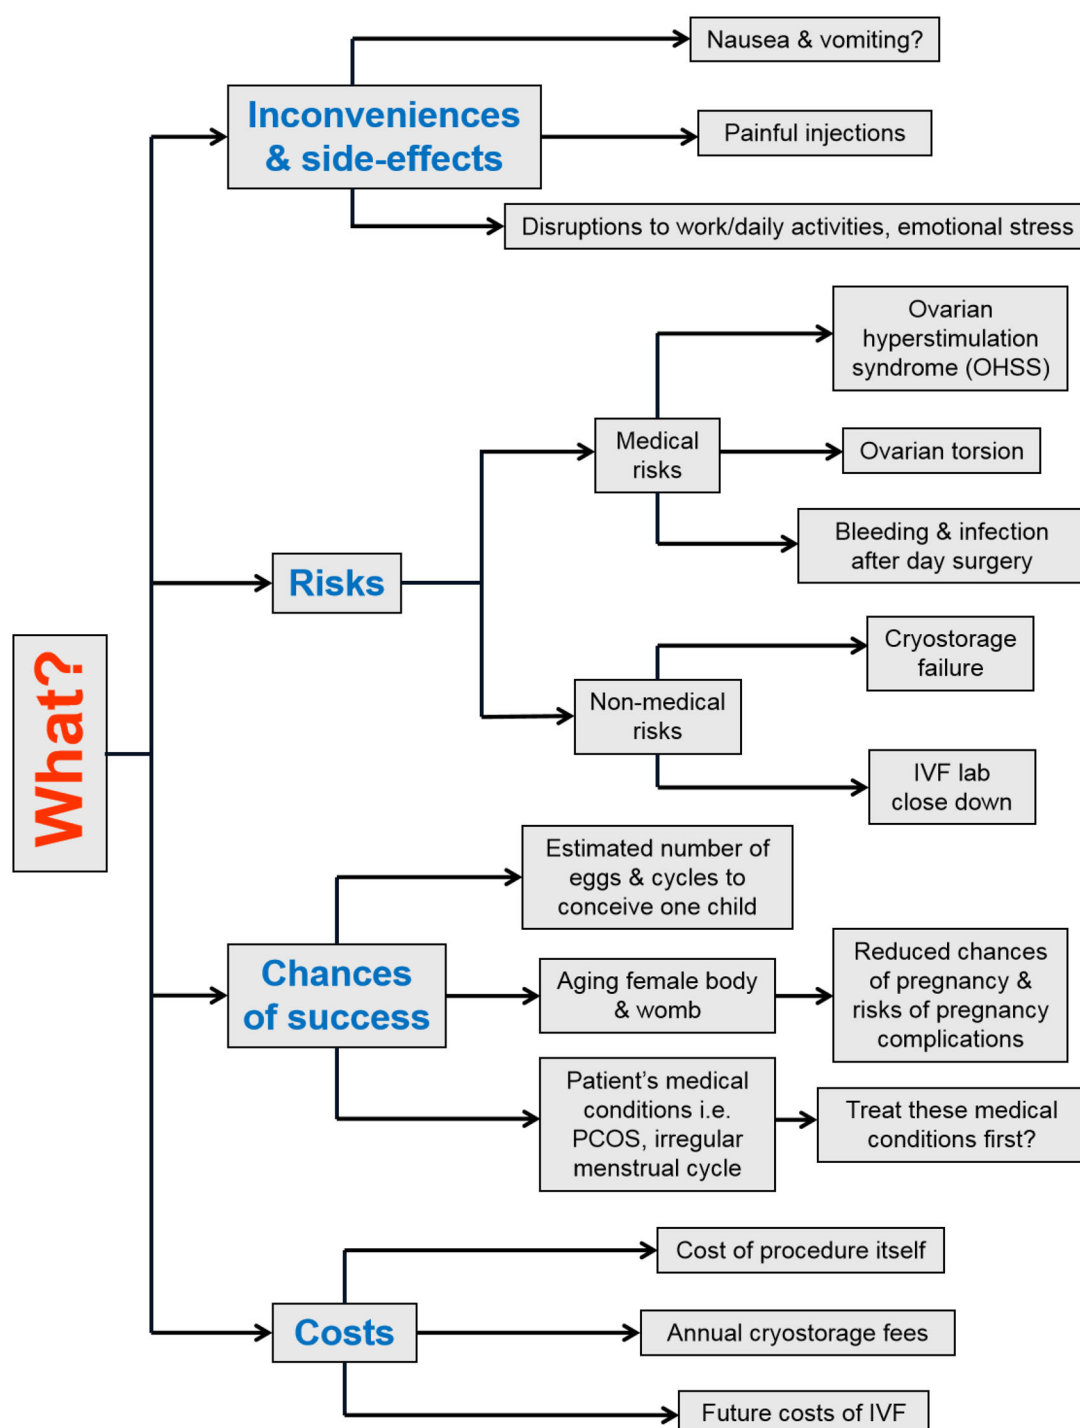 Nausea & vomiting?
Inconveniences
& side-effects
Painful injections
Disruptions to work/daily activities, emotional stress
Ovarian
hyperstimulation
syndrome (OHSS)
Medical
risks
Ovarian torsion
Bleeding & infection
after day surgery
Risks
What?
Non-medical
risks
Cryostorage
failure
IVF lab
close down
Estimated number of
eggs & cycles to
conceive one child
Chances
of success
Aging female body
& womb
Reduced chances
of pregnancy &
risks of pregnancy
complications
Patient’s medical
conditions i.e.
PCOS, irregular
menstrual cycle
Treat these medical
conditions first?
Cost of procedure itself
Costs
Annual cryostorage fees
Future costs of IVF